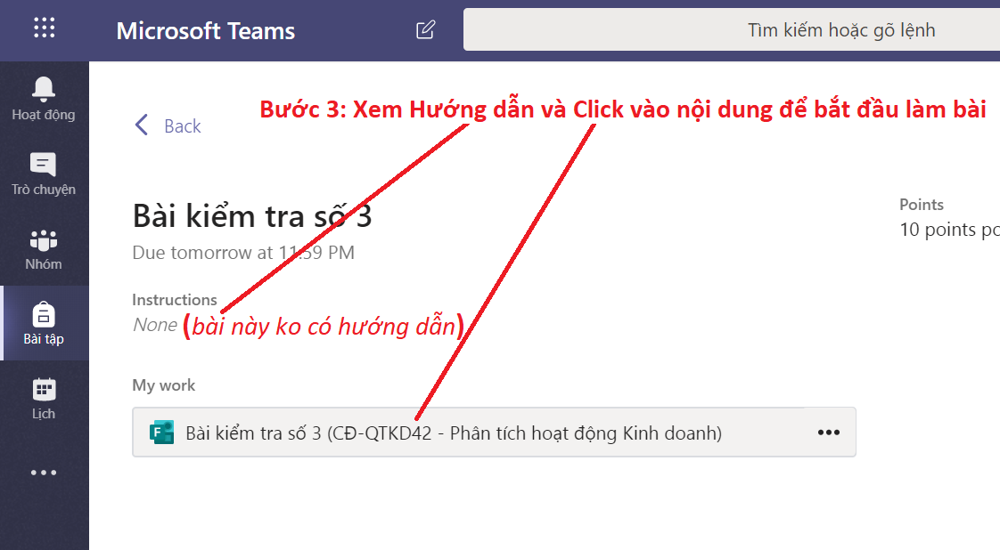 Microsoft Teams
Tìm kiếm hoặc gõ lệnh
Hoạt động
Trò chuyện
Nhóm
Bài tập
Lịch
Bước 3: Xem Hướng dẫn và Click vào nội dung để bắt đầu làm bài
Back
Bài kiểm tra số 3
Due tomorrow at 11:59 PM
Points
10 points po
Instructions
None (bài này ko có hướng dẫn)
My work
Bài kiểm tra số 3 (CĐ-QTKD42 - Phân tích hoạt động Kinh doanh)